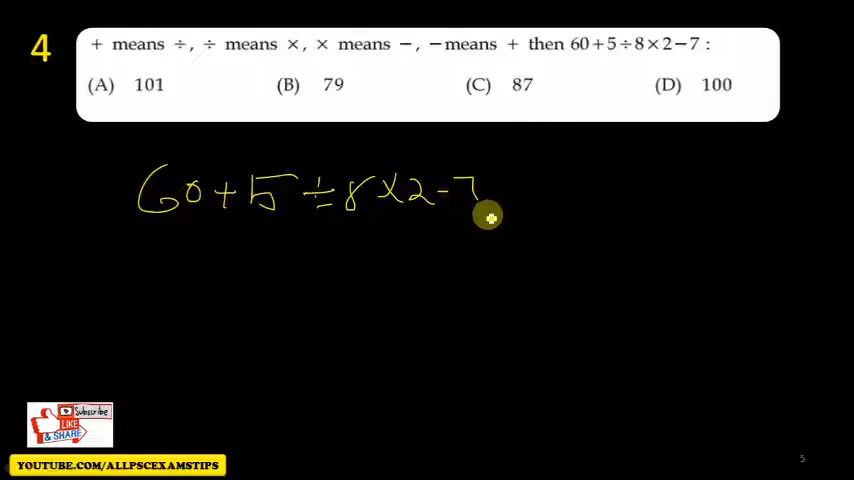 4
+ means ÷, ÷ means ×, × means −, − means + then 60+5÷8×2−7 :
(A) 101 (B) 79 (C) 87 (D) 100
60+5÷8×2-7
Subscribe
LIKE
& SHARE
YOUTUBE.COM/ALLPSCEXAMSTIPS
5